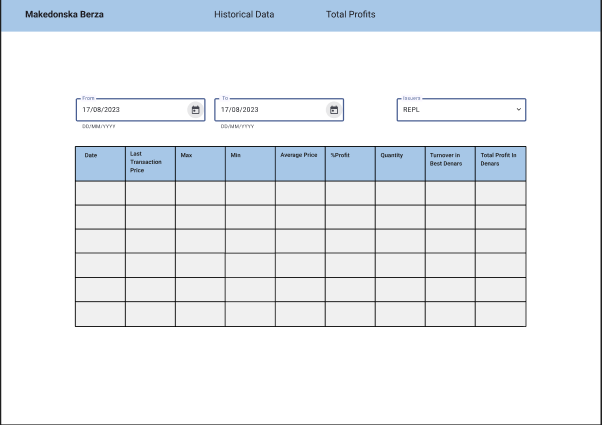 Makedonska Berza
Historical Data
Total Profits
From
To
Issuers
17/08/2023
17/08/2023
REPL
DD/MM/YYYY
DD/MM/YYYY
Date
Last Transaction Price
Max
Min
Average Price
%Profit
Quantity
Turnover in Best Denars
Total Profit in Denars